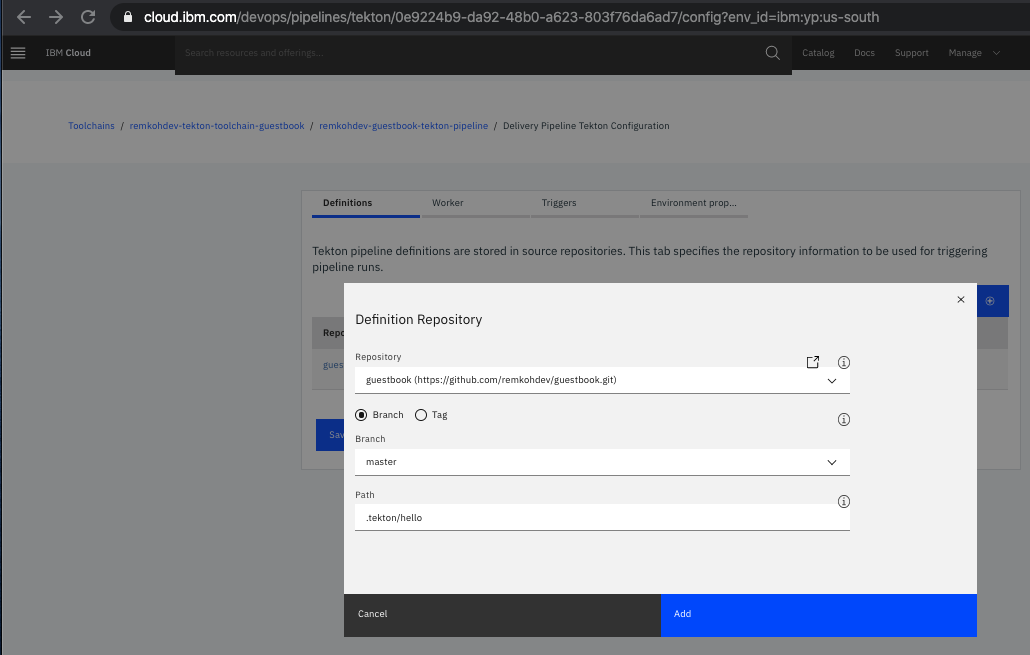 cloud.ibm.com/devops/pipelines/tekton/0e9224b9-da92-48b0-a623-803f76da6ad7/config?env_id=ibm:yp:us-south
IBM Cloud
Search resources and offerings...
Catalog Docs Support Manage
Toolchains / remkohdev-tekton-toolchain-guestbook / remkohdev-guestbook-tekton-pipeline / Delivery Pipeline Tekton Configuration
Definitions Worker Triggers Environment prop...
Tekton pipeline definitions are stored in source repositories. This tab specifies the repository information to be used for triggering
pipeline runs.
Definition Repository
Repo
Repository
gues
guestbook (https://github.com/remkohdev/guestbook.git)
Branch Tag
Sav
Branch
master
Path
.tekton/hello
Cancel Add